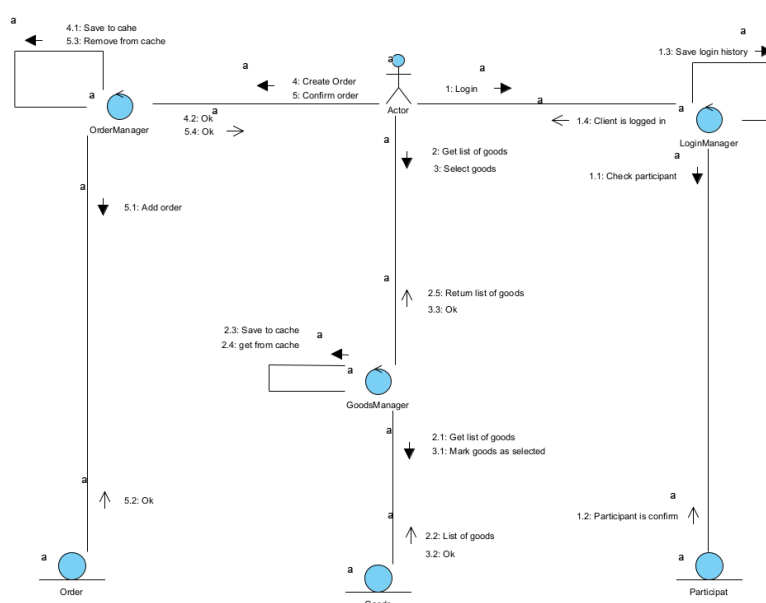 a
4.1: Save to cahe
5.3: Remove from cache
a
1.3: Save login history
a
4: Create Order
5: Confirm order
a
a
1: Login
Actor
a
a
OrderManager
4.2: Ok
a
5.4: Ok
a
1.4: Client is logged in
a
LoginManager
a
2: Get list of goods
3: Select goods
a
1.1: Check participant
a
5.1: Add order
a
2.5: Return list of goods
3.3: Ok
2.3: Save to cache
2.4: get from cache
a
a
GoodsManager
a
2.1: Get list of goods
3.1: Mark goods as selected
a
5.2: Ok
a
1.2: Participant is confirm
a
2.2: List of goods
3.2: Ok
a
Order
a
a
Participat